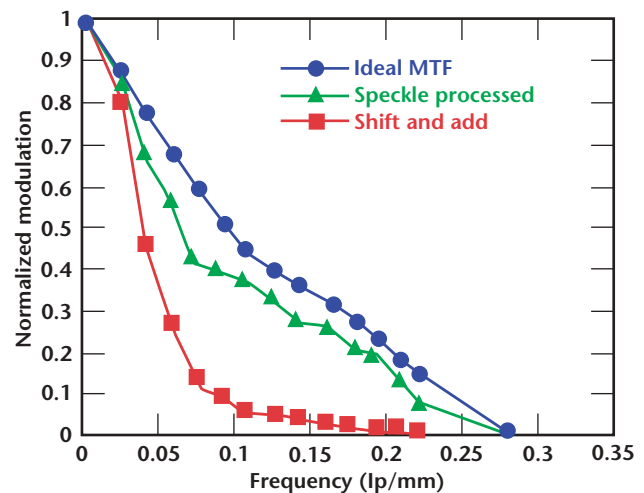 1
0.9
0.8
0.7
0.6
0.5
0.4
0.3
0.2
0.1
0
Normalized modulation
Ideal MTF
Speckle processed
Shift and add
0 0.05 0.1 0.15 0.2 0.25 0.3 0.35
Frequency (lp/mm)